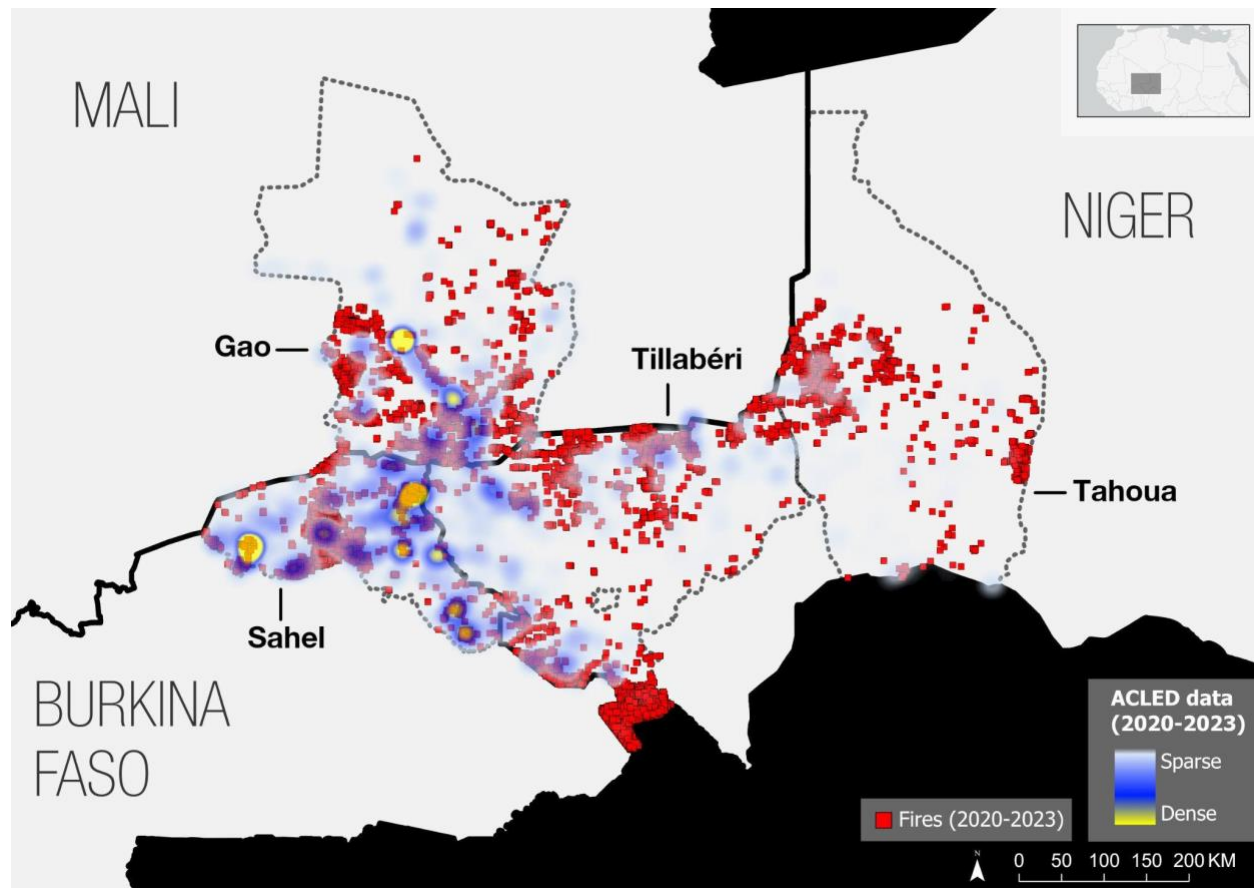 MALI
NIGER
Gao
Tillabéri
Tahoua
Sahel
BURKINA
FASO
ACLED data
(2020-2023)
Sparse
Dense
Fires (2020-2023)
N
0 50 100 150 200 KM